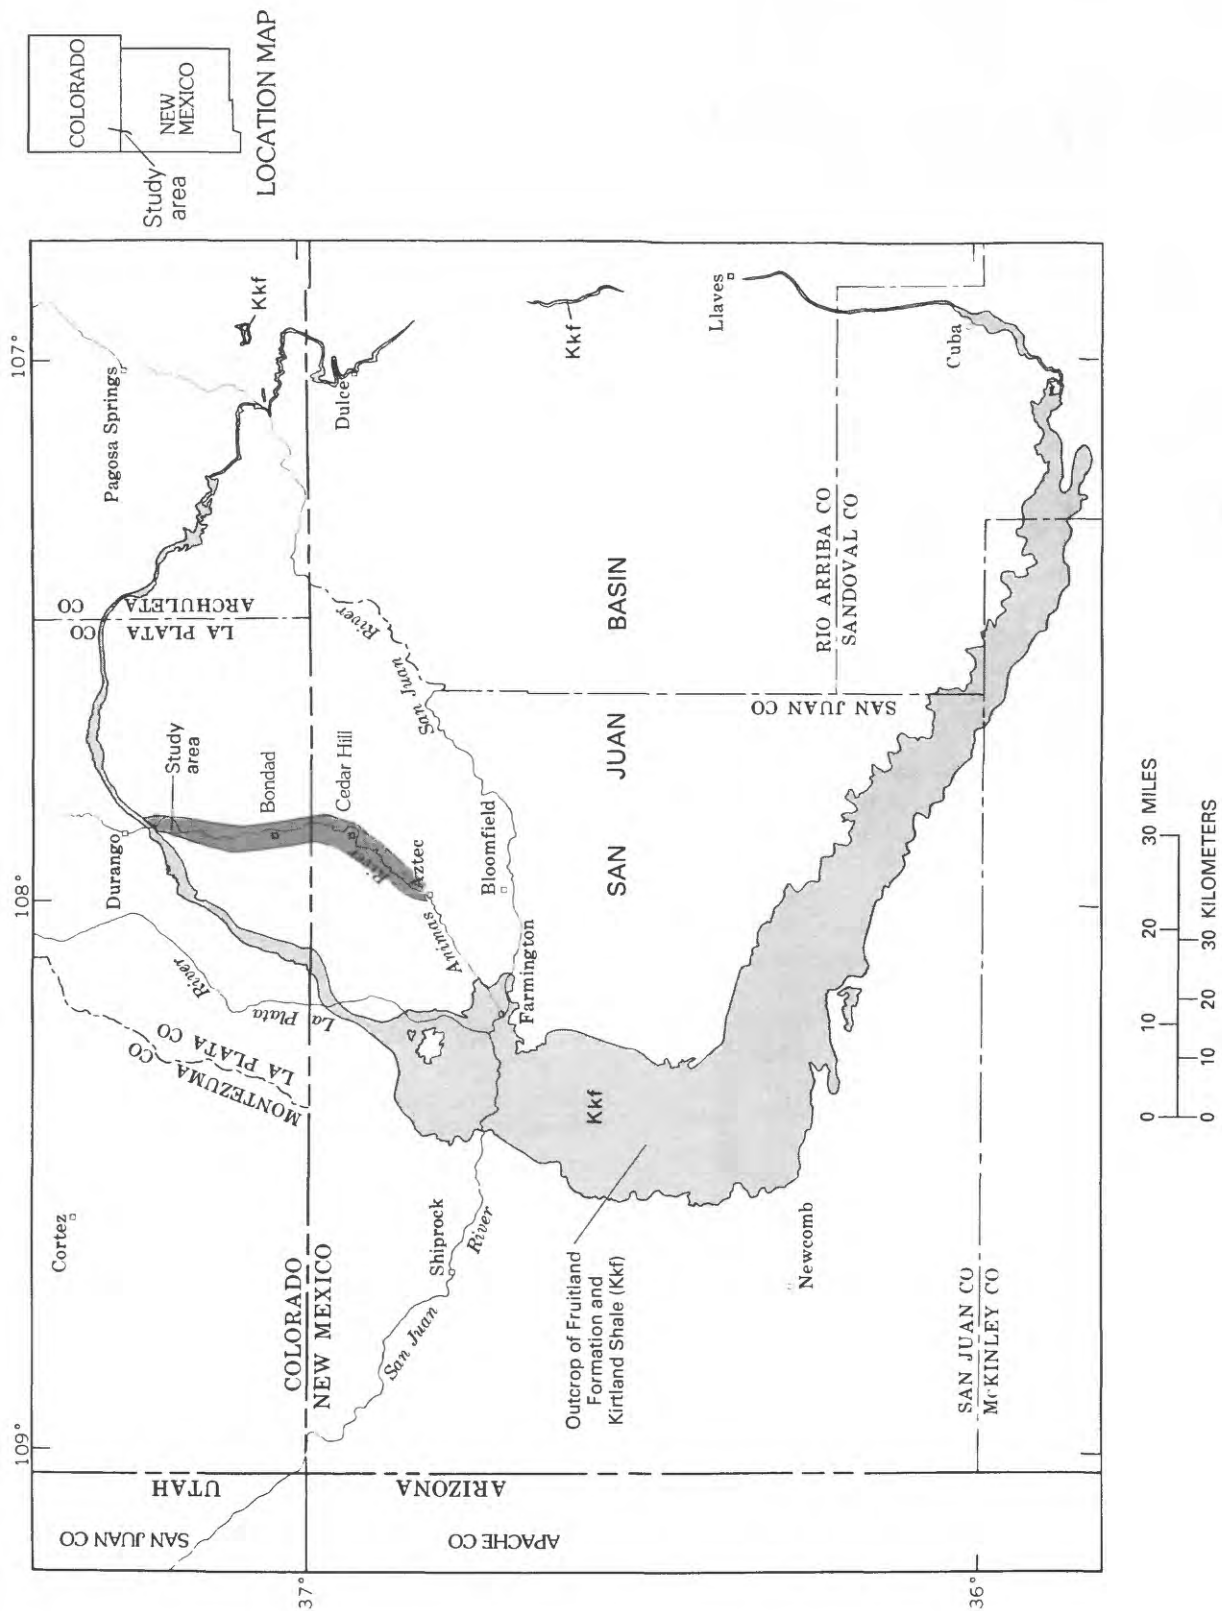 109°
108°
107°
37°
36°
SAN JUAN CO
UTAH
Cortez
MONTEZUMA CO
LA PLATA CO
La Plata
River
Durango
Study
area
Bondad
LA PLATA CO
ARCHULETA CO
Pagosa Springs
Kkf
COLORADO
NEW MEXICO
APACHE CO
ARIZONA
San Juan
River
Shiprock
Cedar Hill
River
Aztec
Animas
Farmington
Bloomfield
San Juan
River
Dulce
Outcrop of Fruitland
Formation and
Kirtland Shale (Kkf)
Kkf
SAN JUAN BASIN
Kkf
Newcomb
SAN JUAN CO
RIO ARRIBA CO
SANDOVAL CO
Llaves
Cuba
SAN JUAN CO
McKINLEY CO
0 10 20 30 MILES
0 10 20 30 KILOMETERS
COLORADO
NEW
MEXICO
Study
area
LOCATION MAP